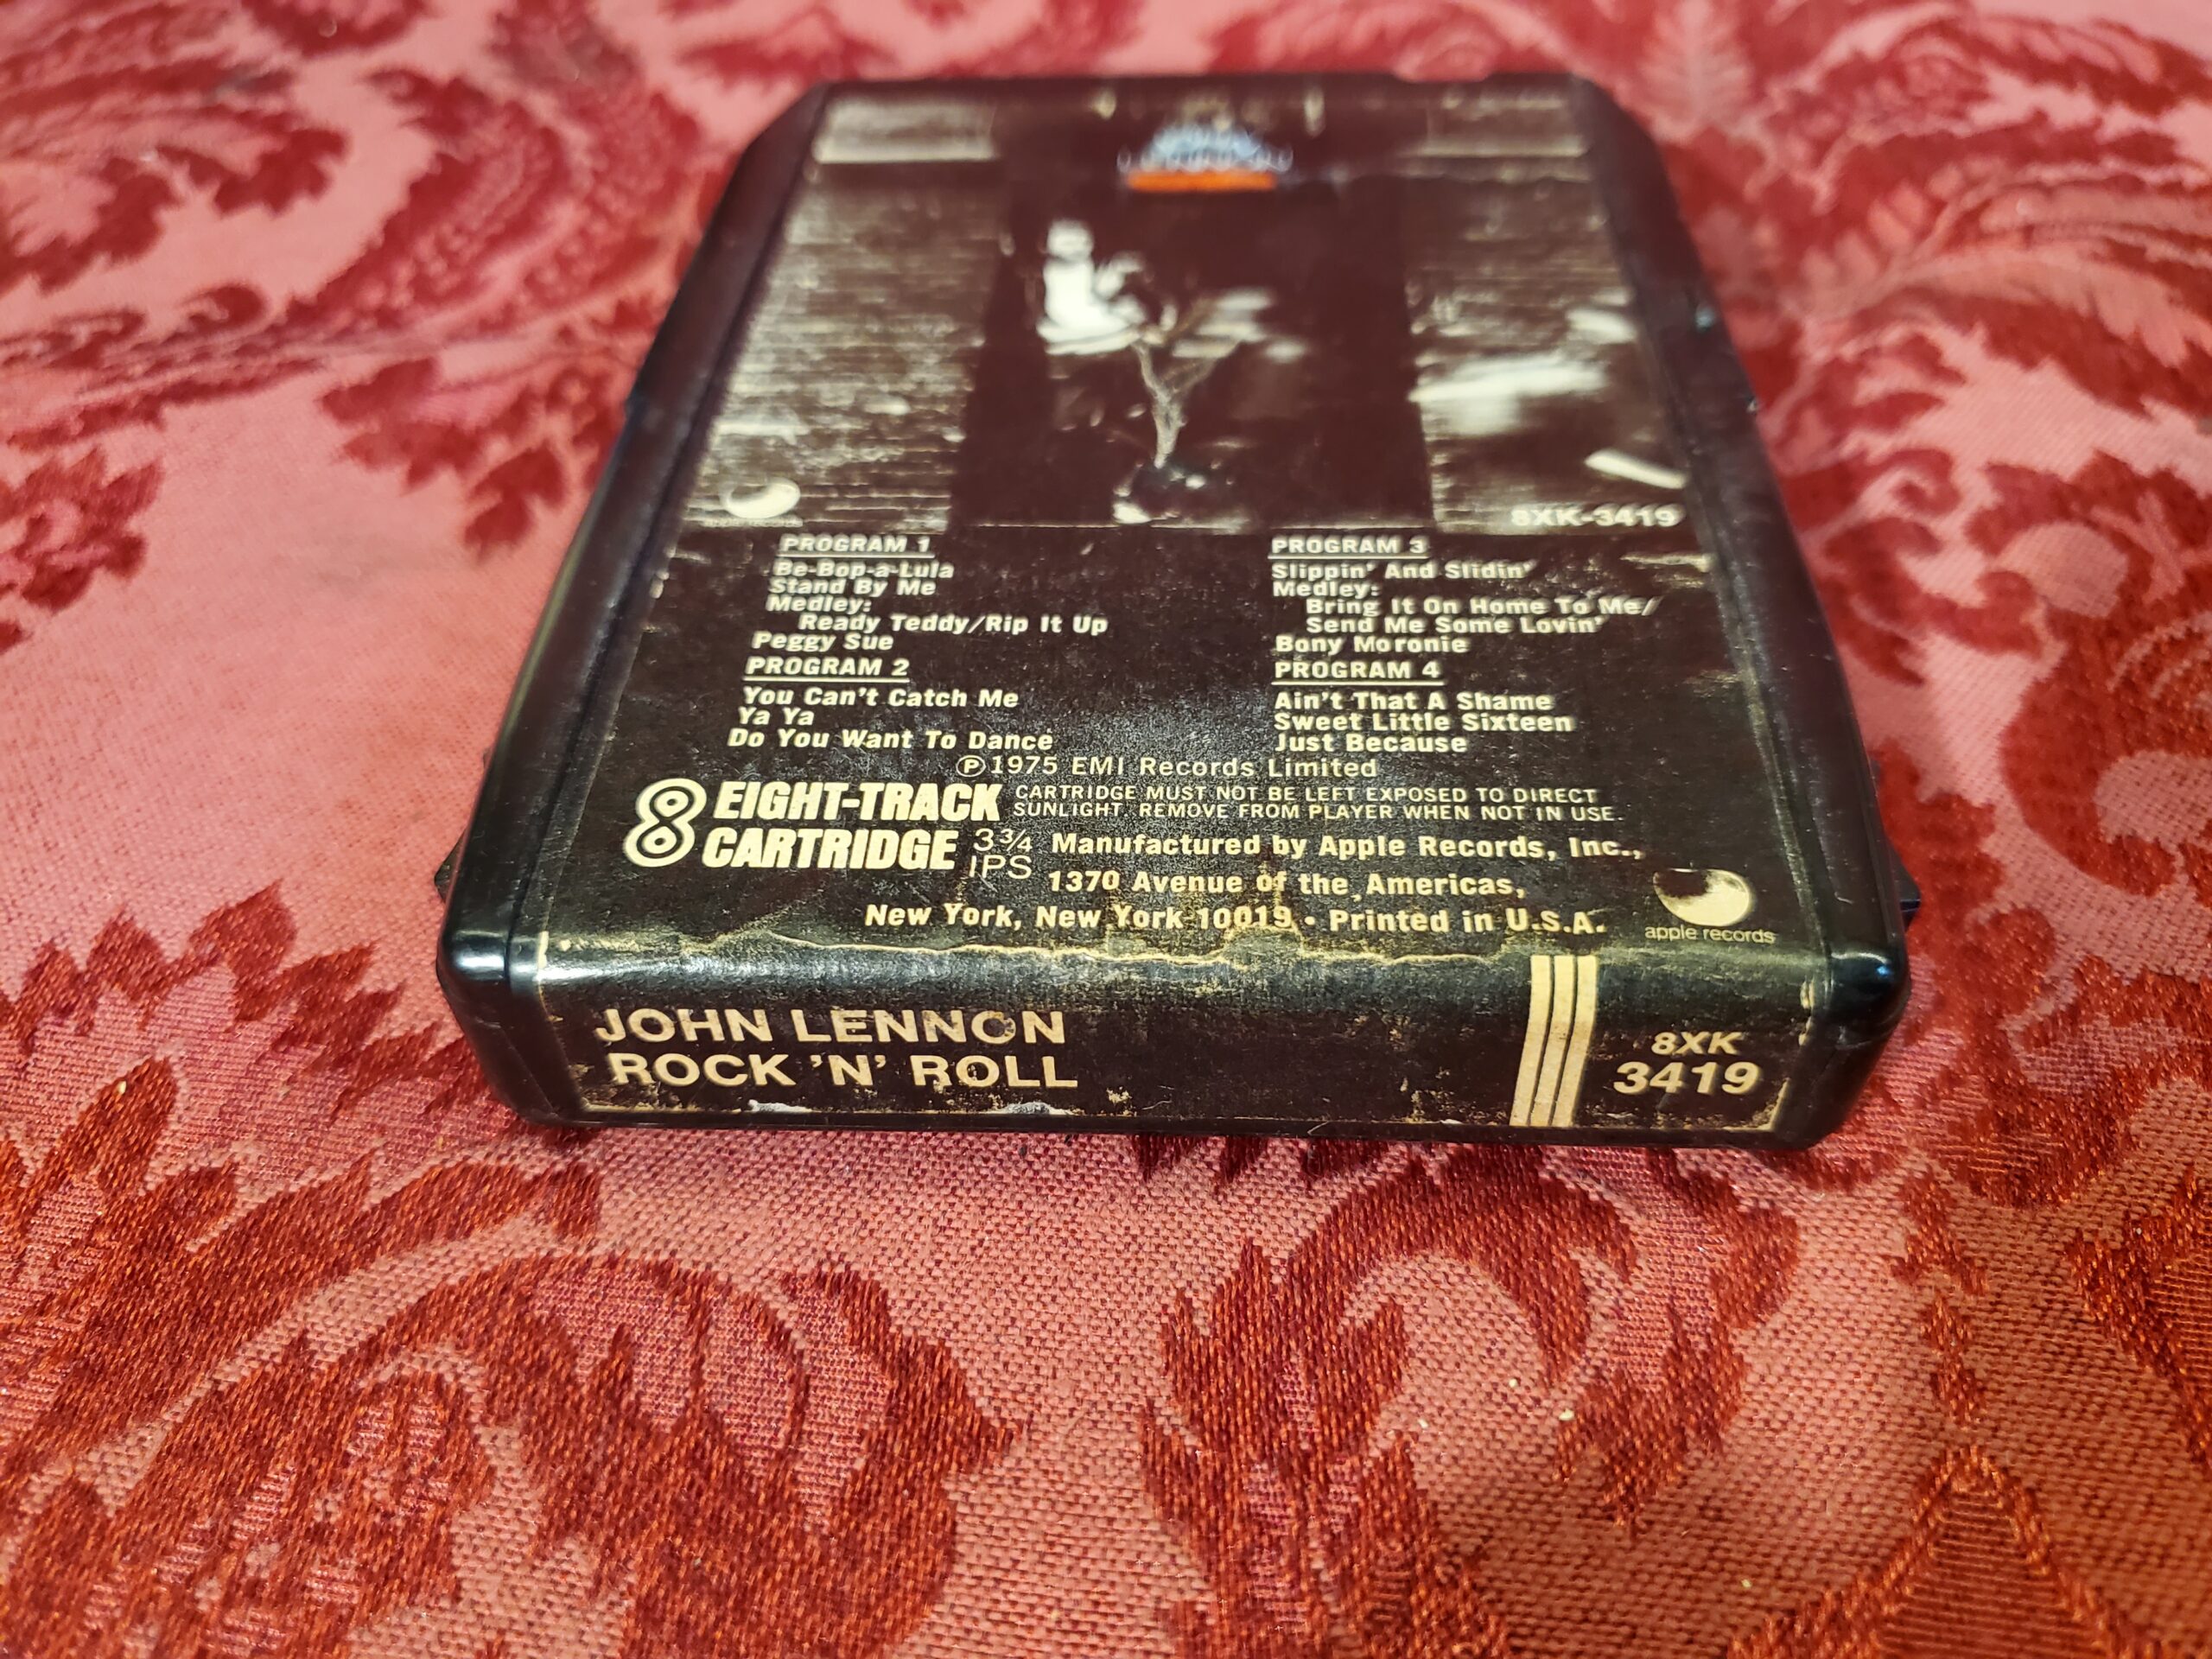 apple records
8XK-3419
PROGRAM 1
Be-Bop-a-Lula
Stand By Me
Medley:
Ready Teddy/Rip It Up
Peggy Sue
PROGRAM 2
You Can't Catch Me
Ya Ya
Do You Want To Dance
PROGRAM 3
Slippin' And Slidin'
Medley:
Bring It On Home To Me/
Send Me Some Lovin'
Bony Moronie
PROGRAM 4
Ain't That A Shame
Sweet Little Sixteen
Just Because
Ⓟ1975 EMI Records Limited
8 EIGHT-TRACK
CARTRIDGE
3¾
IPS
CARTRIDGE MUST NOT BE LEFT EXPOSED TO DIRECT
SUNLIGHT. REMOVE FROM PLAYER WHEN NOT IN USE.
Manufactured by Apple Records, Inc.,
1370 Avenue of the Americas,
New York, New York 10019 • Printed in U.S.A.
apple records
JOHN LENNON
ROCK 'N' ROLL
8XK
3419